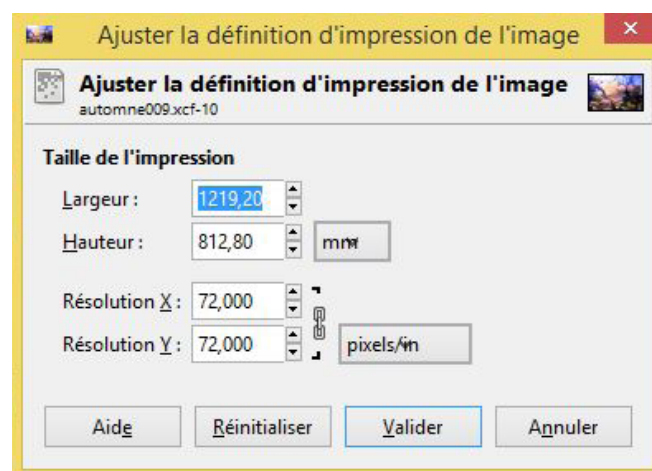 Ajuster la définition d'impression de l'image
Ajuster la définition d'impression de l'image
automne009.xcf-10
Taille de l'impression
Largeur : 1219,20
Hauteur : 812,80 mm
Résolution X : 72,000
Résolution Y : 72,000 pixels/in
Aide Réinitialiser Valider Annuler